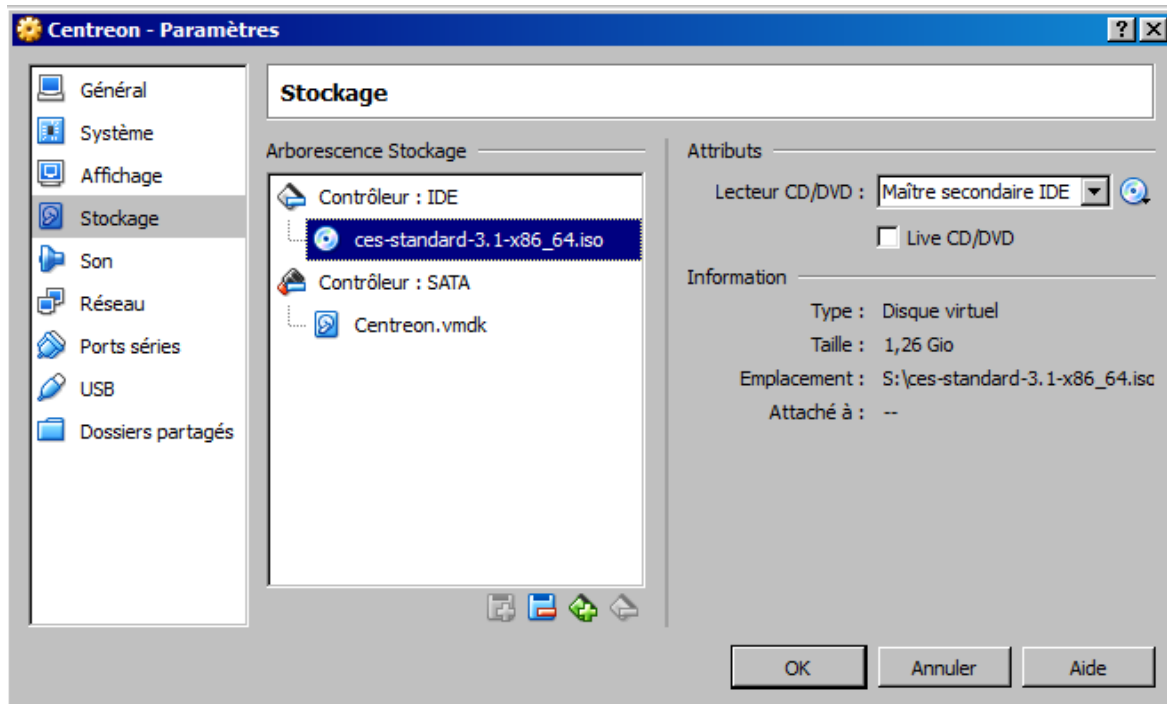 Centreon - Paramètres
Général
Système
Affichage
Stockage
Son
Réseau
Ports séries
USB
Dossiers partagés
Stockage
Arborescence Stockage
Contrôleur : IDE
ces-standard-3.1-x86_64.iso
Contrôleur : SATA
Centreon.vmdk
Attributs
Lecteur CD/DVD : Maître secondaire IDE
Live CD/DVD
Information
Type : Disque virtuel
Taille : 1,26 Gio
Emplacement : S:\ces-standard-3.1-x86_64.iso
Attaché à : --
OK Annuler Aide